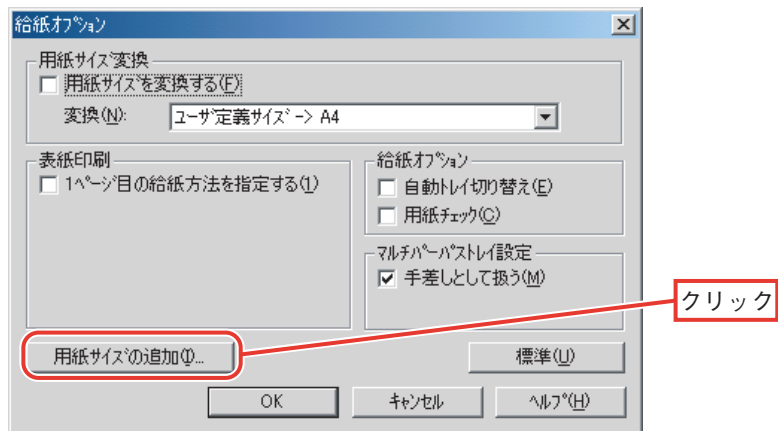 給紙オプション
用紙サイズ変換
用紙サイズを変換する(F)
変換(N):
ユーザ定義サイズ -> A4
表紙印刷
1ページ目の給紙方法を指定する(1)
給紙オプション
自動トレイ切り替え(E)
用紙チェック(C)
マルチパーパストレイ設定
手差しとして扱う(M)
クリック
用紙サイズの追加(I)...
標準(U)
OK
キャンセル
ヘルプ(H)